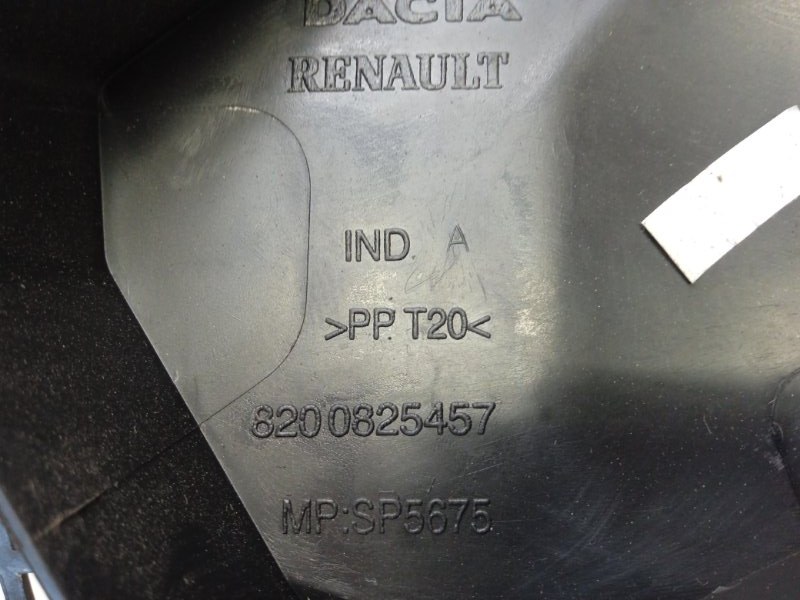 DACIA
RENAULT
IND. A
>PP. T20<
8200825457
MP:SP5675